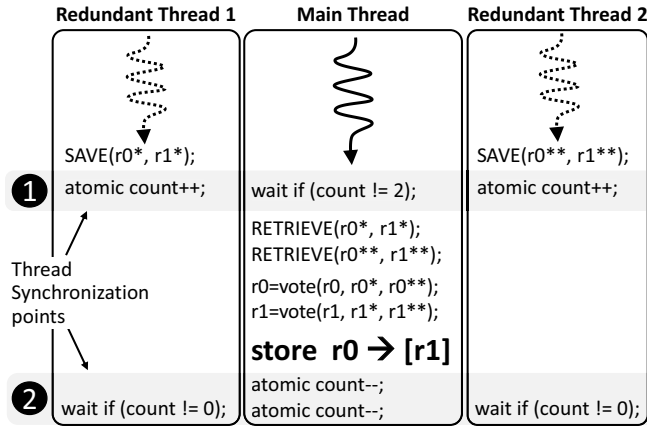 Redundant Thread 1
Main Thread
Redundant Thread 2
SAVE(r0*, r1*);
SAVE(r0**, r1**);
1
atomic count++;
wait if (count != 2);
atomic count++;
RETRIEVE(r0*, r1*);
RETRIEVE(r0**, r1**);
Thread
Synchronization
points
r0=vote(r0, r0*, r0**);
r1=vote(r1, r1*, r1**);
store r0 → [r1]
2
wait if (count != 0);
atomic count--;
atomic count--;
wait if (count != 0);